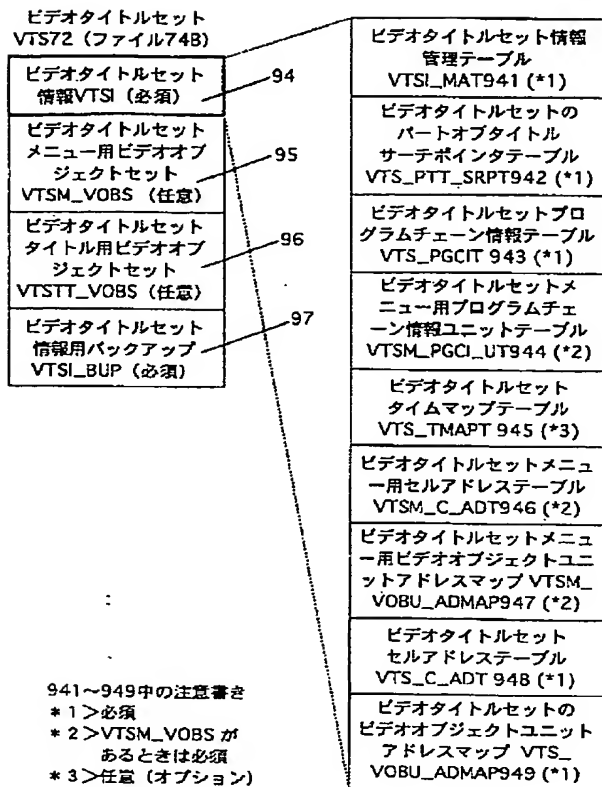 ビデオタイトルセット
VTS72（ファイル74B）
ビデオタイトルセット
情報VTSI（必須）
94
ビデオタイトルセット
メニュー用ビデオオブ
ジェクトセット
VTSM_VOBS （任意）
95
ビデオタイトルセット
タイトル用ビデオオブ
ジェクトセット
VTSTT_VOBS（任意）
96
ビデオタイトルセット
情報用バックアップ
VTSI_BUP（必須）
97
ビデオタイトルセット情報
管理テーブル
VTSI_MAT941 (*1)
ビデオタイトルセットの
パートオブタイトル
サーチポインタテーブル
VTS_PTT_SRPT942 (*1)
ビデオタイトルセットプロ
グラムチェーン情報テーブル
VTS_PGCIT 943 (*1)
ビデオタイトルセットメ
ニュー用プログラムチェ
ーン情報ユニットテーブル
VTSM_PGCI_UT944 (*2)
ビデオタイトルセット
タイムマップテーブル
VTS_TMAPT 945 (*3)
ビデオタイトルセットメニュ
ー用セルアドレステーブル
VTSM_C_ADT946 (*2)
ビデオタイトルセットメニュ
ー用ビデオオブジェクトユニ
ットアドレスマップ VTSM_
VOBU_ADMAP947 (*2)
ビデオタイトルセット
セルアドレステーブル
VTS_C_ADT 948 (*1)
ビデオタイトルセットの
ビデオオブジェクトユニット
アドレスマップ VTS_
VOBU_ADMAP949 (*1)
941～949中の注意書き
＊1＞必須
＊2＞VTSM_VOBS が
あるときは必須
＊3＞任意（オプション）